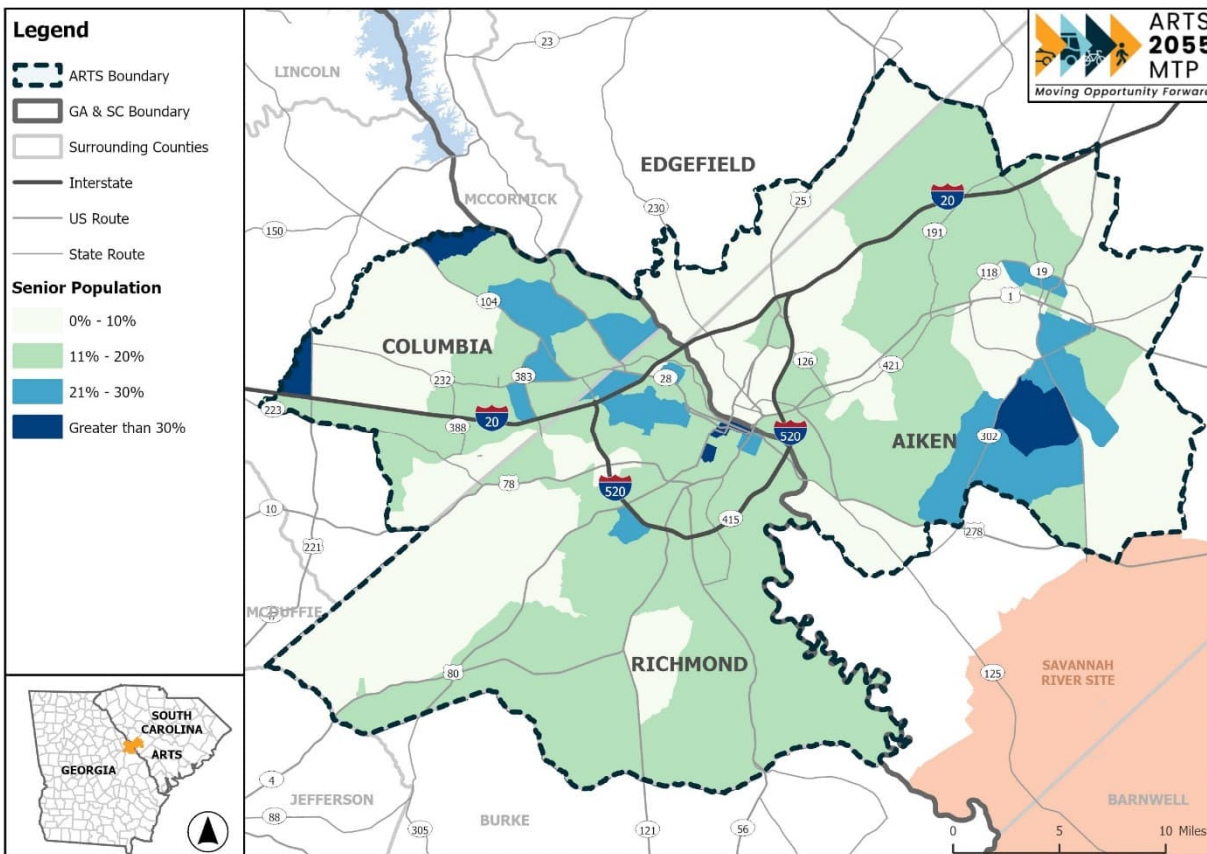 Legend
ARTS Boundary
GA & SC Boundary
Surrounding Counties
Interstate
US Route
State Route
Senior Population
0% - 10%
11% - 20%
21% - 30%
Greater than 30%
SOUTH
CAROLINA
ARTS
GEORGIA
ARTS
2055
MTP
Moving Opportunity Forward
23
LINCOLN
EDGEFIELD
MCCORMICK
230
25
20
191
150
118
19
1
104
COLUMBIA
126
421
232
383
28
223
20
388
520
AIKEN
302
78
520
415
10
278
221
MCDUFFIE
RICHMOND
80
125
SAVANNAH
RIVER SITE
4
JEFFERSON
88
BURKE
305
121
56
BARNWELL
0
5
10 Miles